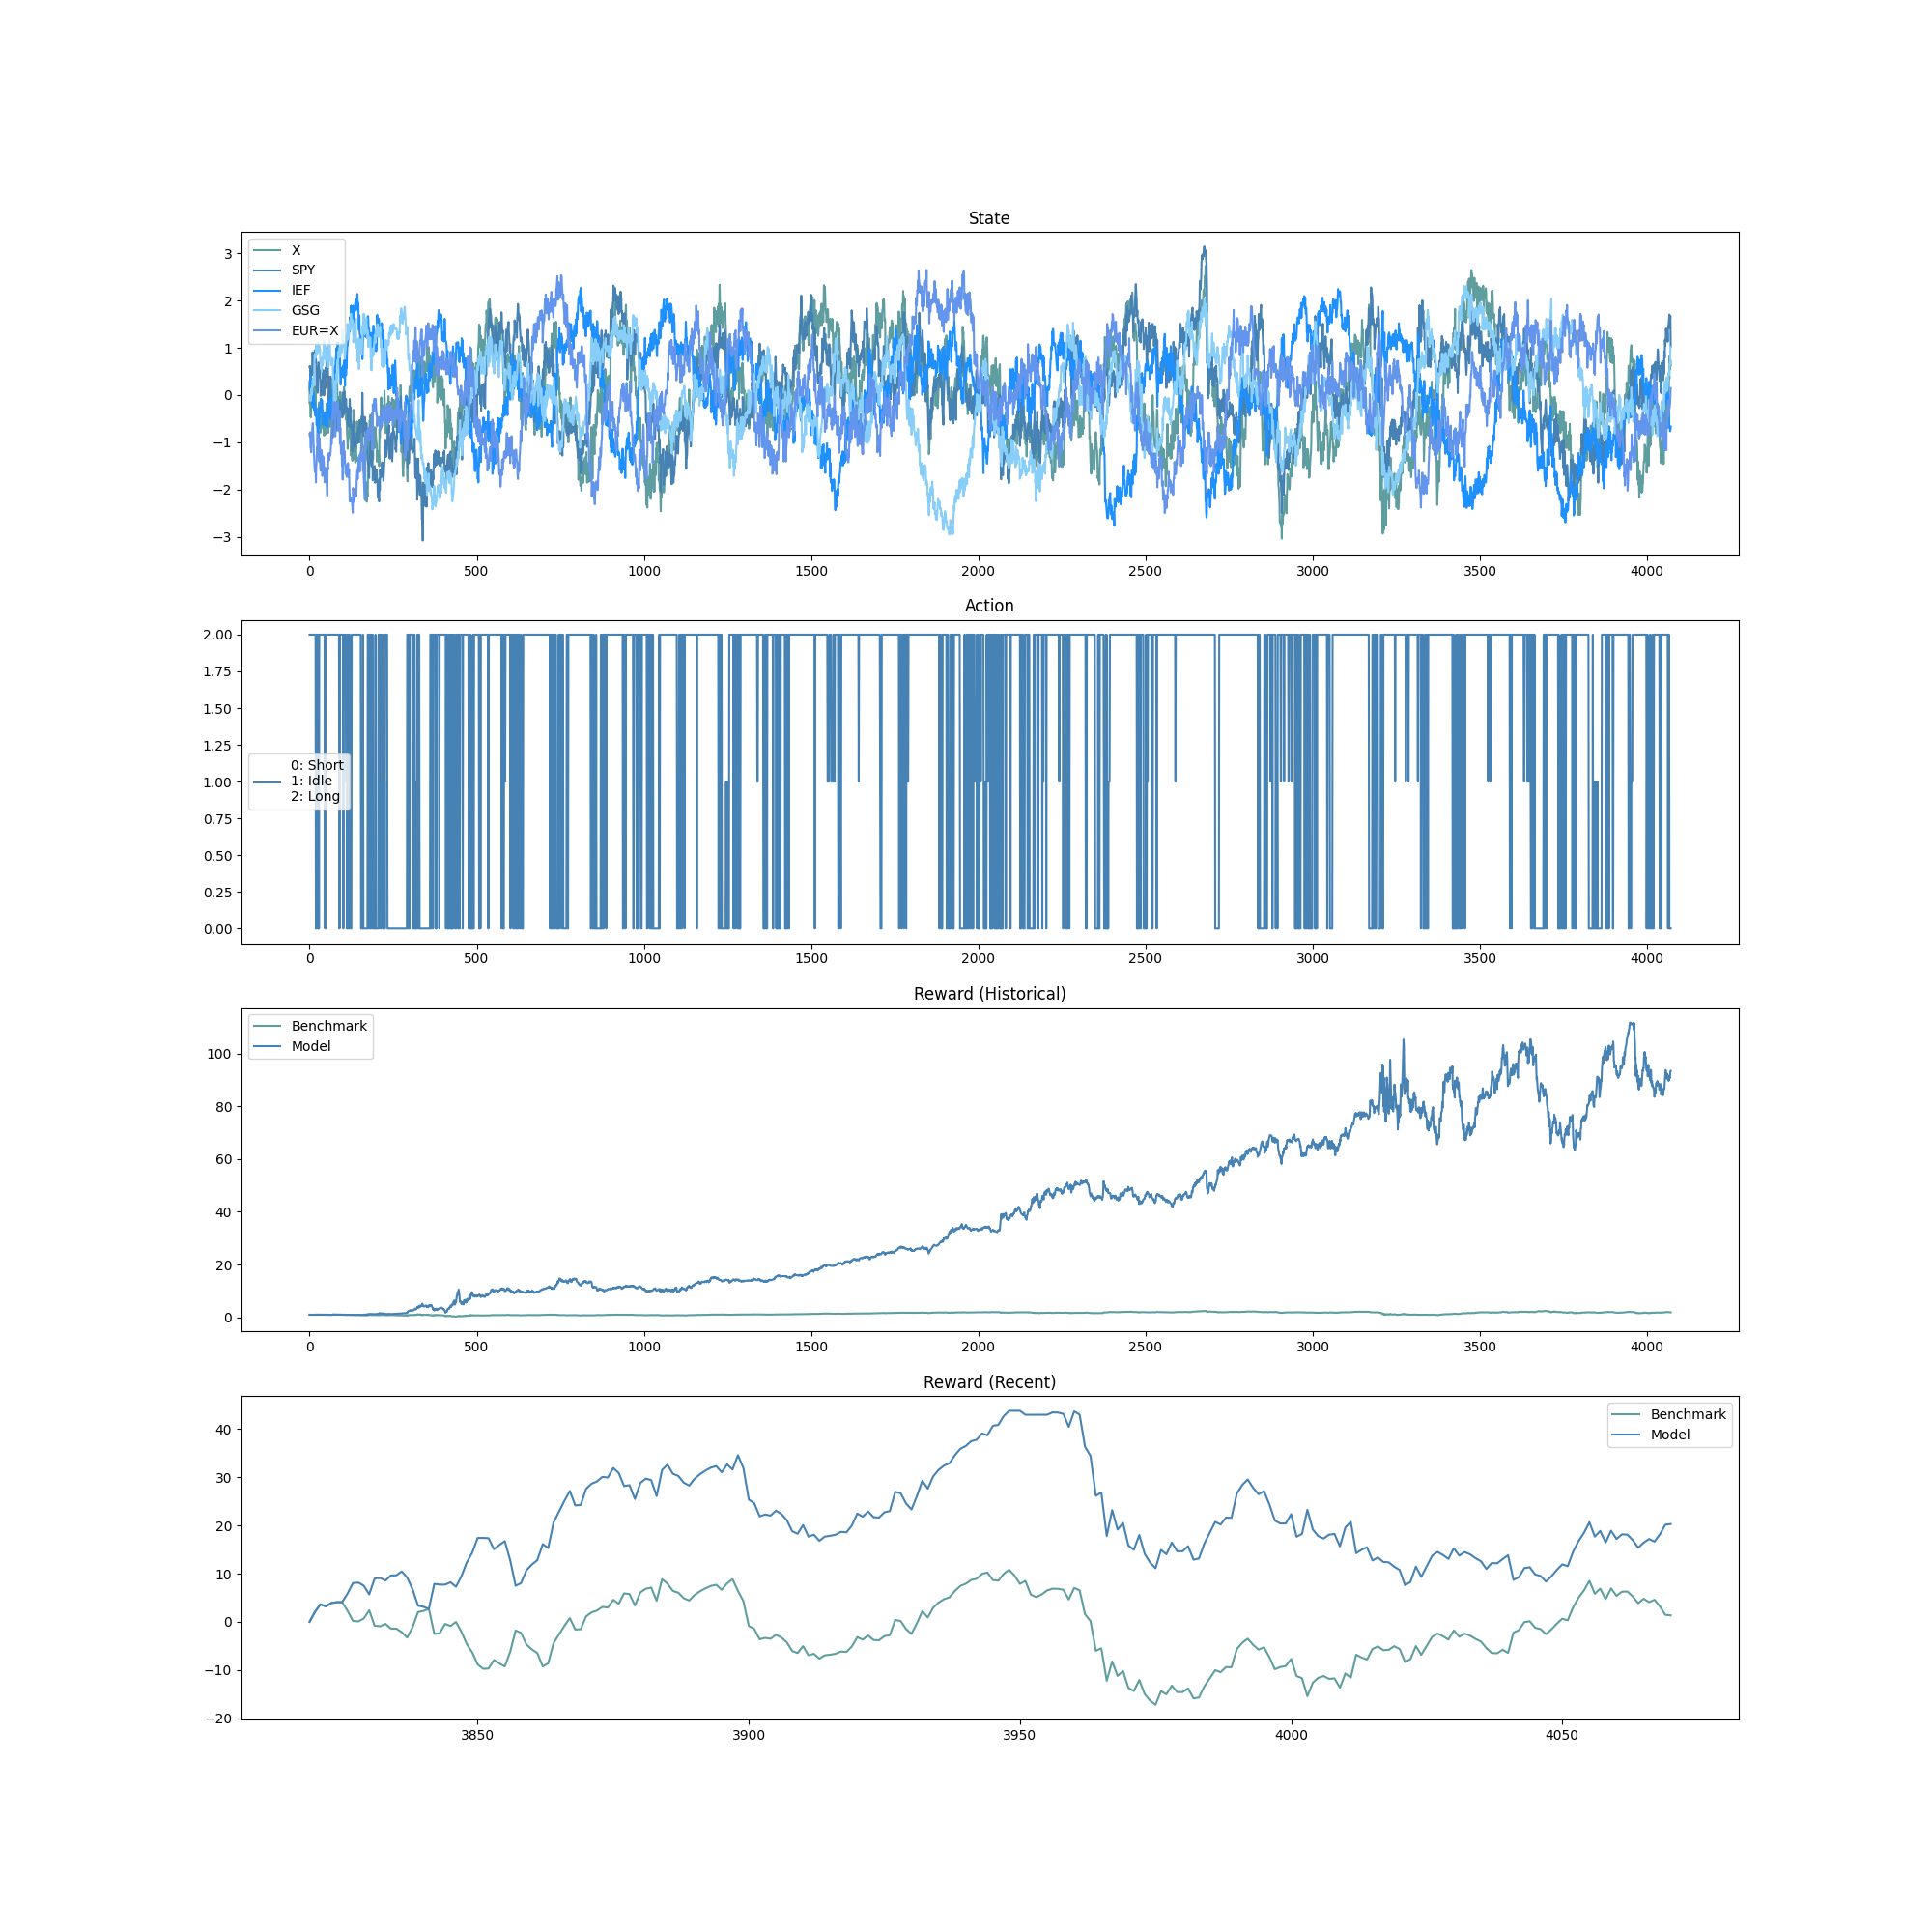 State
X
SPY
IEF
GSG
EUR=X
3
2
1
0
−1
−2
−3
0 500 1000 1500 2000 2500 3000 3500 4000
Action
2.00
1.75
1.50
1.25
1.00
0.75
0.50
0.25
0.00
0: Short
1: Idle
2: Long
0 500 1000 1500 2000 2500 3000 3500 4000
Reward (Historical)
Benchmark
Model
100
80
60
40
20
0
0 500 1000 1500 2000 2500 3000 3500 4000
Reward (Recent)
Benchmark
Model
40
30
20
10
0
−10
−20
3850 3900 3950 4000 4050